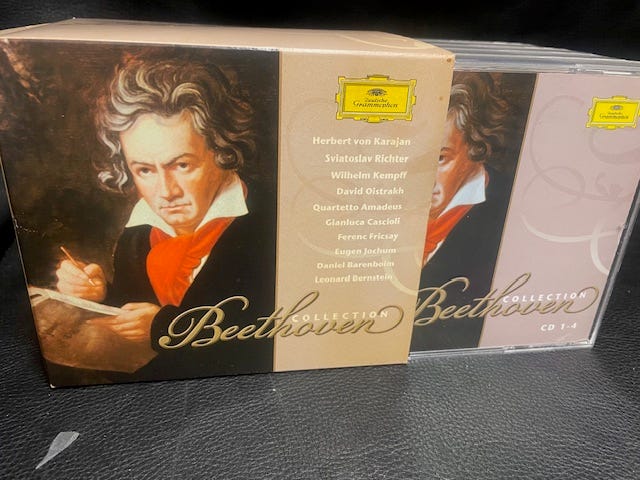 Deutsche
Grammophon
Herbert von Karajan
Sviatoslav Richter
Wilhelm Kempff
David Oistrakh
Quartetto Amadeus
Gianluca Cascioli
Ferenc Fricsay
Eugen Jochum
Daniel Barenboim
Leonard Bernstein
COLLECTION
Beethoven
Deutsche
Grammophon
COLLECTION
Beethoven
CD 1-4